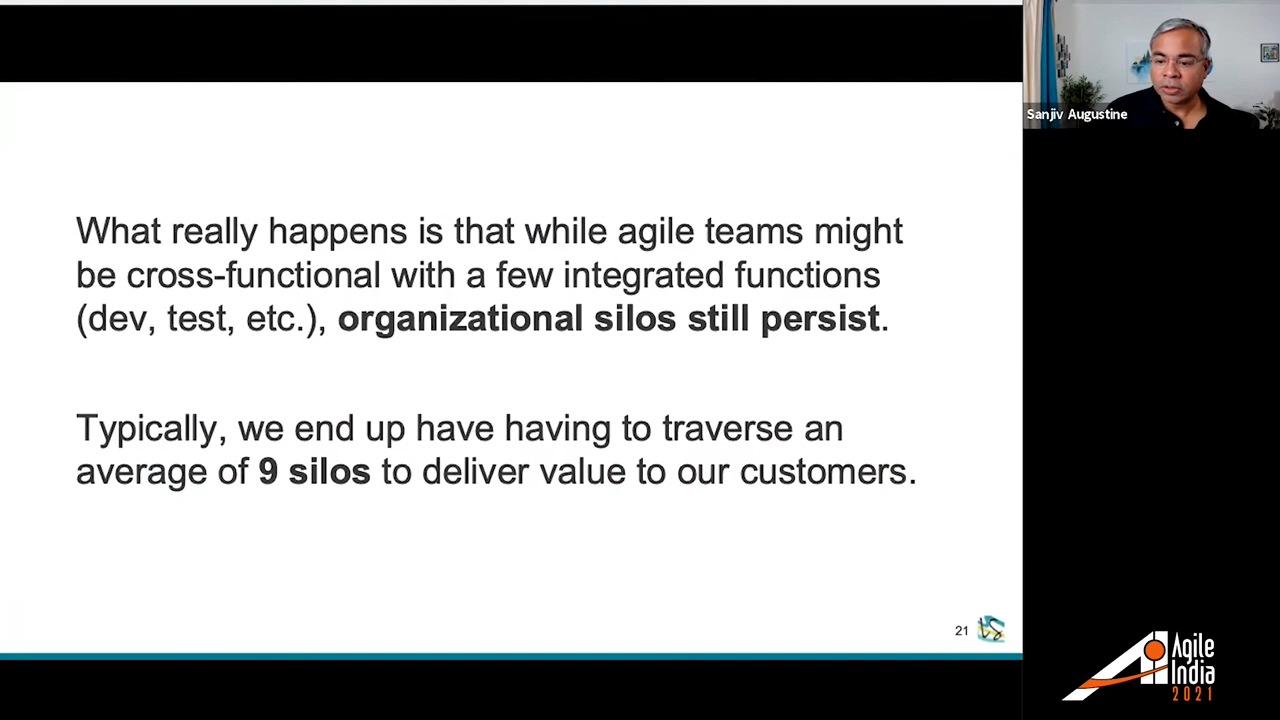 What really happens is that while agile teams might
be cross-functional with a few integrated functions
(dev, test, etc.), organizational silos still persist.
Typically, we end up have having to traverse an
average of 9 silos to deliver value to our customers.
21
Sanjiv Augustine
Agile
India
2021